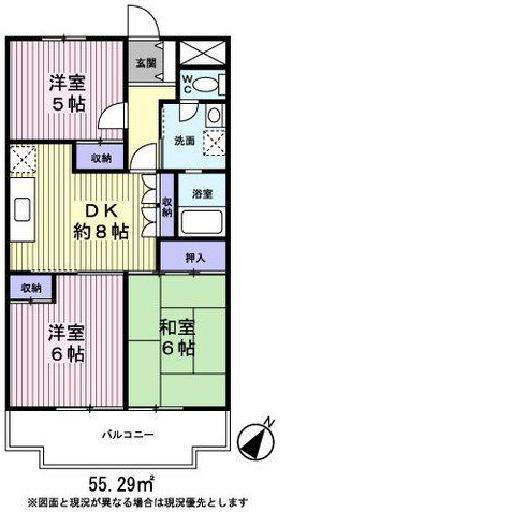 玄関
洋室
5帖
WC
洗面
収納
浴室
収納
DK
約8帖
押入
収納
洋室
6帖
和室
6帖
バルコニー
N
55.29㎡
※図面と現況が異なる場合は現況優先とします